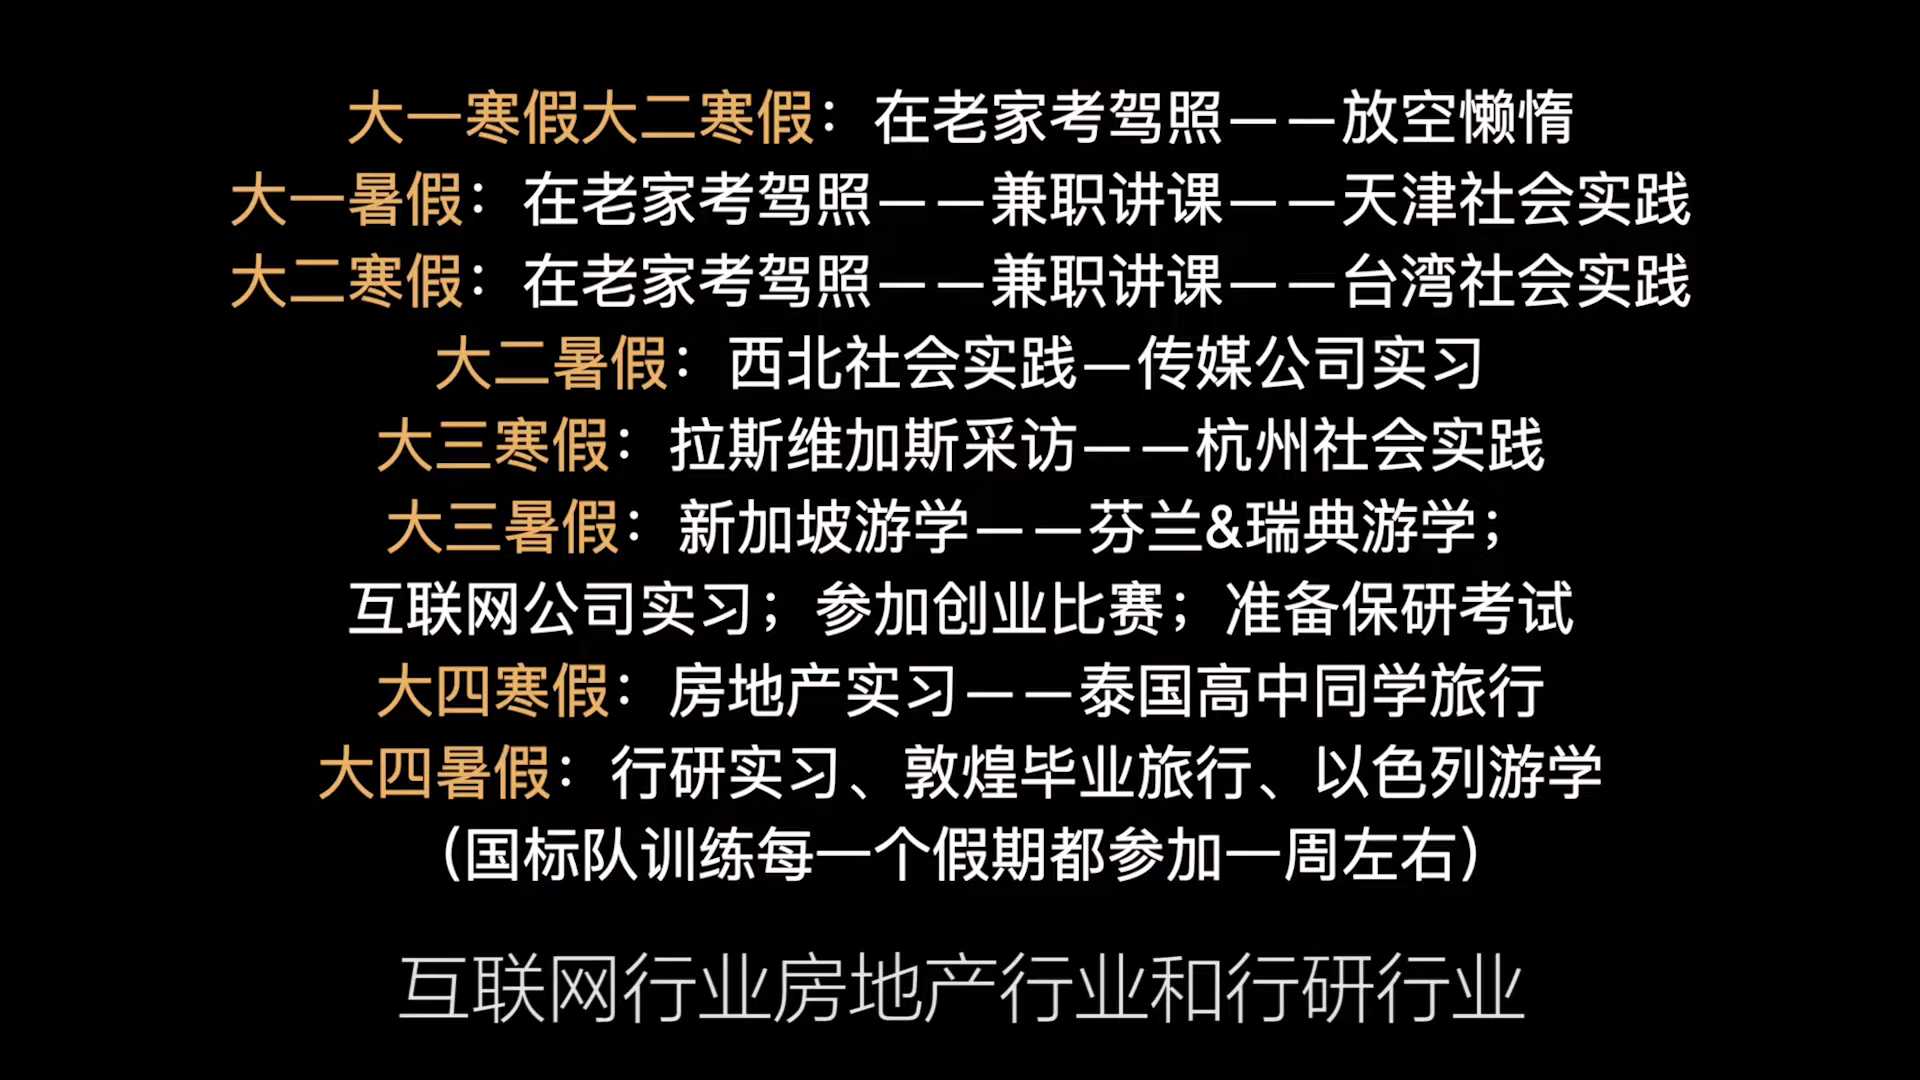 大一寒假大二寒假：在老家考驾照——放空懒惰
大一暑假：在老家考驾照——兼职讲课——天津社会实践
大二寒假：在老家考驾照——兼职讲课——台湾社会实践
大二暑假：西北社会实践—传媒公司实习
大三寒假：拉斯维加斯采访——杭州社会实践
大三暑假：新加坡游学——芬兰&瑞典游学；
互联网公司实习；参加创业比赛；准备保研考试
大四寒假：房地产实习——泰国高中同学旅行
大四暑假：行研实习、敦煌毕业旅行、以色列游学
（国标队训练每一个假期都参加一周左右）
互联网行业房地产行业和行研行业